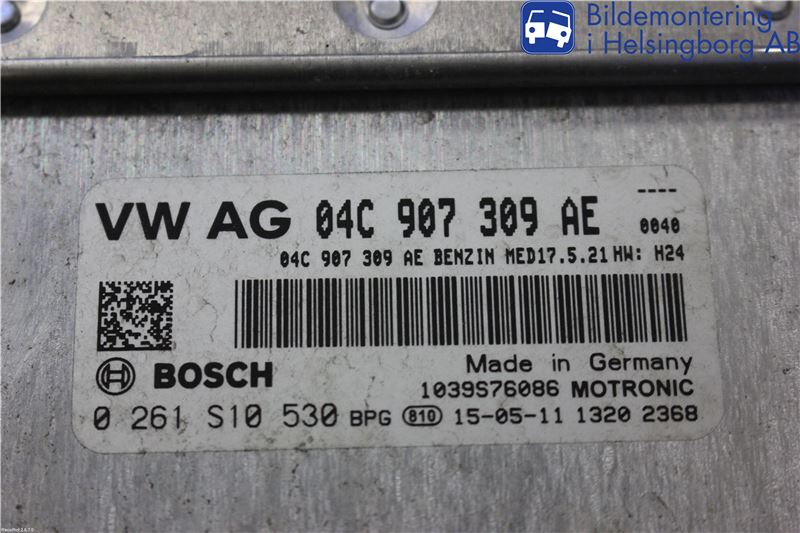 Bildemontering
i Helsingborg AB
VW AG 04C 907 309 AE ----
0040
04C 907 309 AE BENZIN MED17.5.21 HW: H24
Made in Germany
BOSCH
1039S76086 MOTRONIC
0 261 S10 530 BPG 810 15-05-11 1320 2368